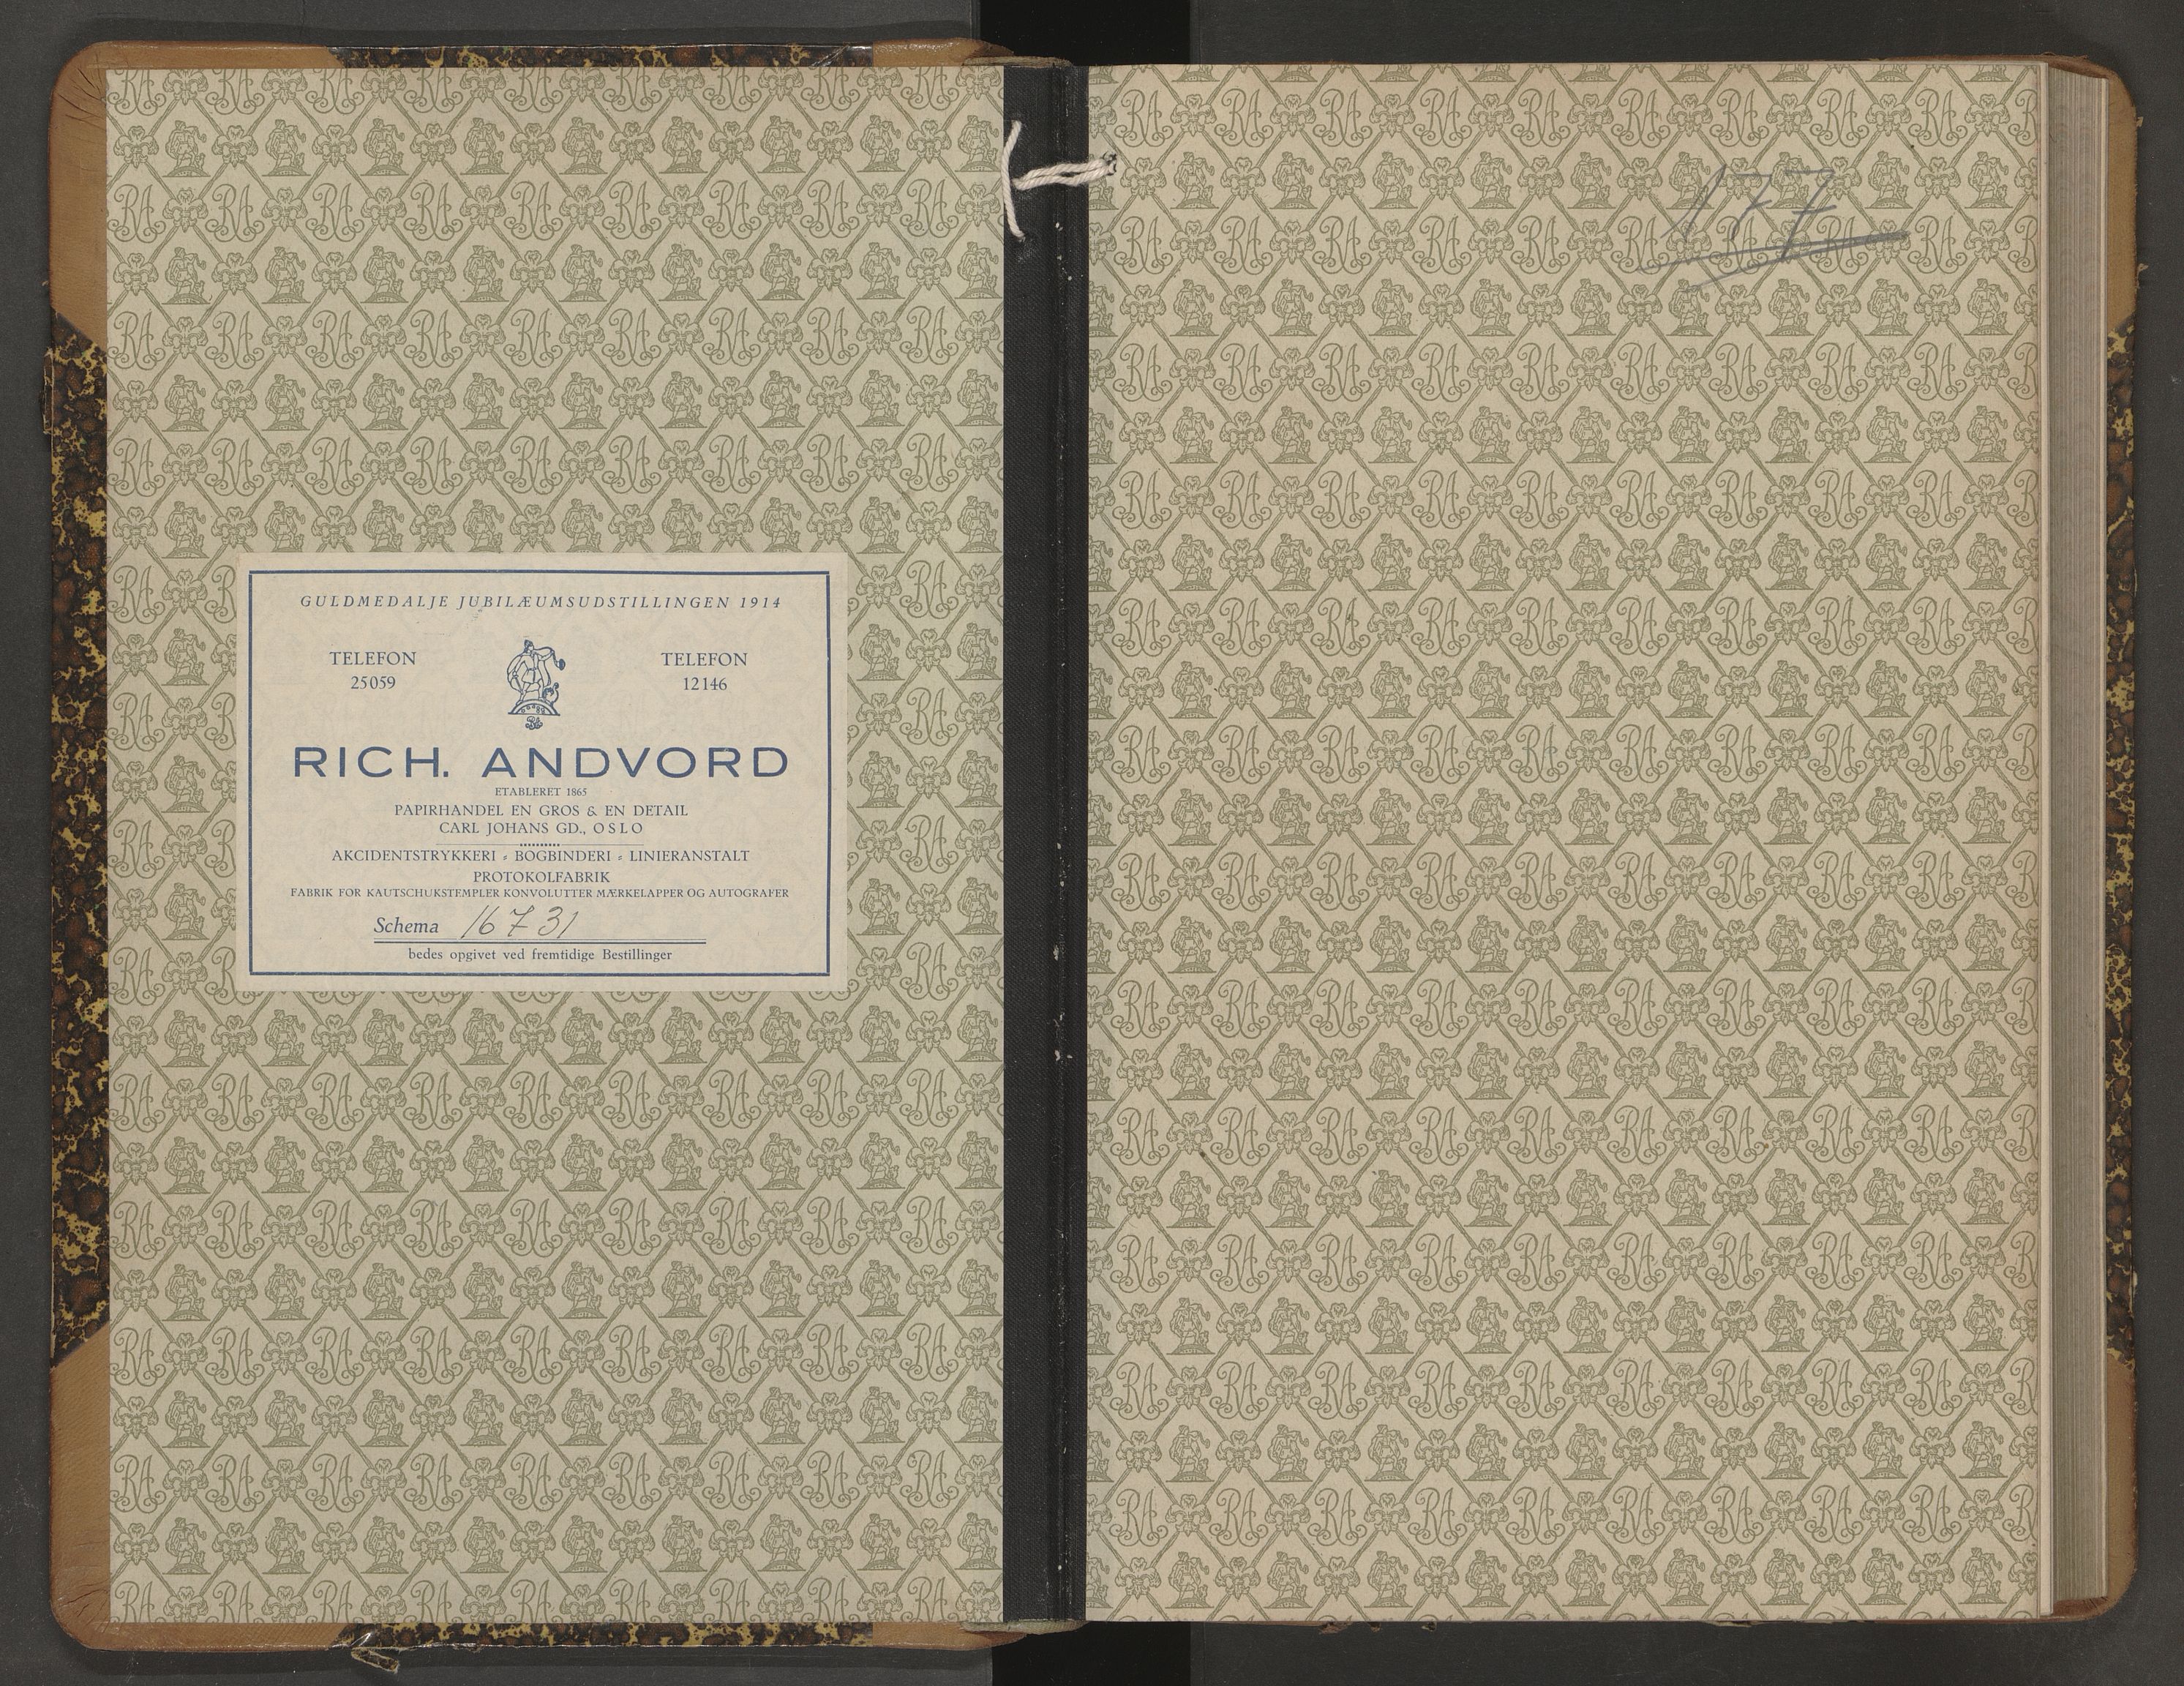 GULDMEDALJE JUBILÆUMSUDSTILLINGEN 1914
TELEFON
25059
TELEFON
12146
RICH. ANDVORD
ETABLERET 1865
PAPIRHANDEL EN GROS & EN DETAIL
CARL JOHANS GD., OSLO
AKCIDENTSTRYKKERI - BOGBINDERI - LINIERANSTALT
PROTOKOLFABRIK
FABRIK FOR KAUTSCHUKSTEMPLER KONVOLUTTER MÆRKELAPPER OG AUTOGRAFER
Schema 16731
bedes opgivet ved fremtidige Bestillinger
177